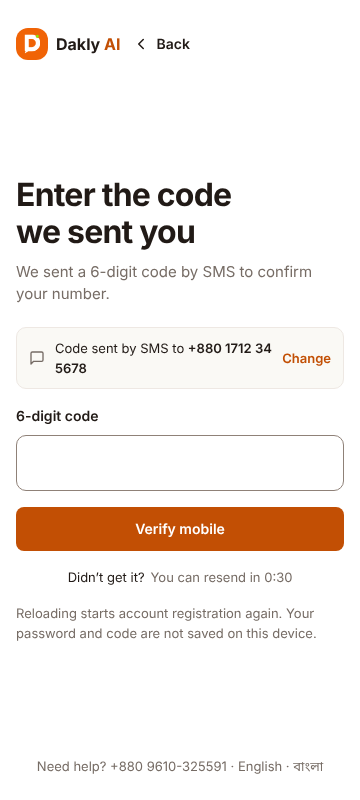 Dakly AI
Back
Enter the code
we sent you
We sent a 6-digit code by SMS to confirm
your number.
Code sent by SMS to +880 1712 34
5678
Change
6-digit code
Verify mobile
Didn’t get it? You can resend in 0:30
Reloading starts account registration again. Your
password and code are not saved on this device.
Need help? +880 9610-325591 · English · বাংলা